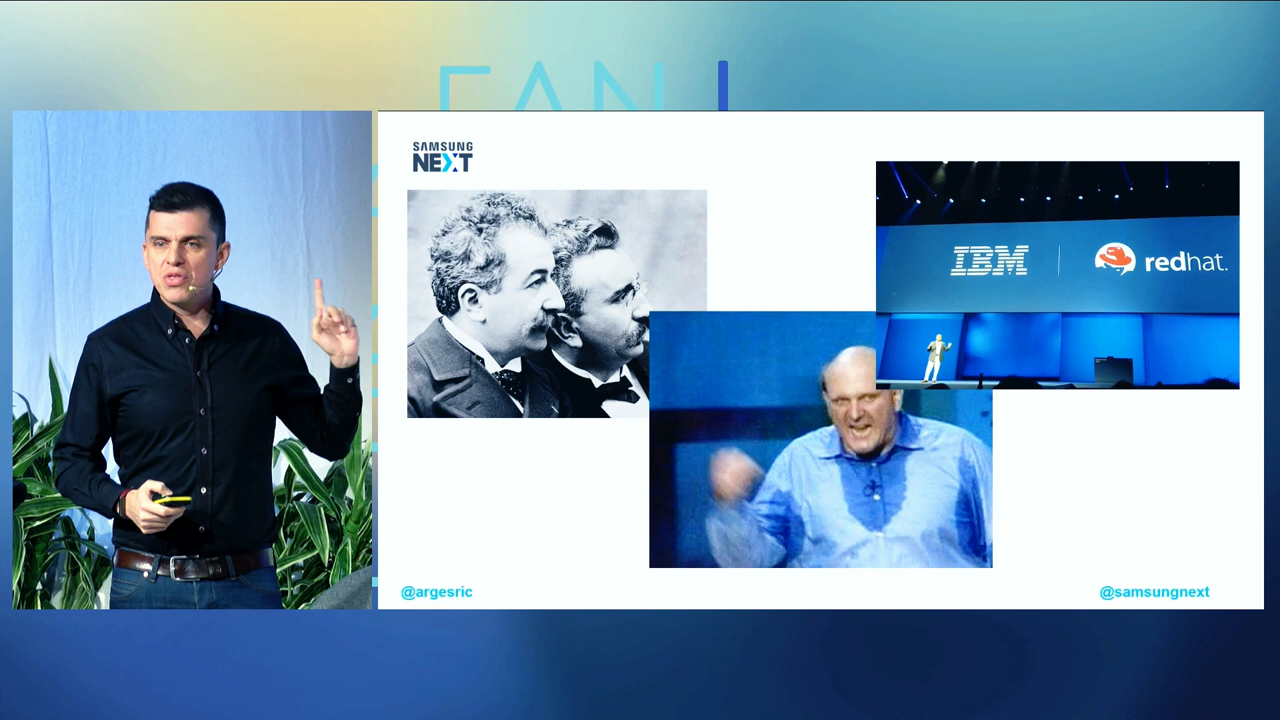 SAMSUNG
NEXT
IBM
redhat.
@argesric
@samsungnext